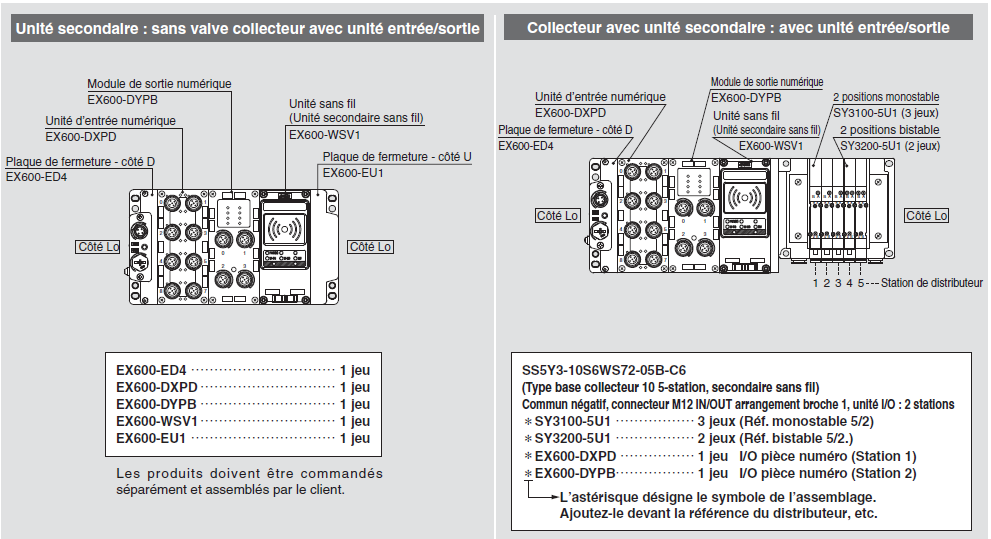 Unité secondaire : sans valve collecteur avec unité entrée/sortie
Module de sortie numérique
EX600-DYPB
Unité d'entrée numérique
EX600-DXPD
Plaque de fermeture - côté D
EX600-ED4
Unité sans fil
(Unité secondaire sans fil)
EX600-WSV1
Plaque de fermeture - côté U
EX600-EU1
Côté Lo
Côté Lo
EX600-ED4 ······························ 1 jeu
EX600-DXPD ···························· 1 jeu
EX600-DYPB ···························· 1 jeu
EX600-WSV1 ··························· 1 jeu
EX600-EU1 ······························ 1 jeu
Les produits doivent être commandés
séparément et assemblés par le client.
Collecteur avec unité secondaire : avec unité entrée/sortie
Module de sortie numérique
EX600-DYPB
Unité d'entrée numérique
EX600-DXPD
Plaque de fermeture - côté D
EX600-ED4
Unité sans fil
(Unité secondaire sans fil)
EX600-WSV1
2 positions monostable
SY3100-5U1 (3 jeux)
2 positions bistable
SY3200-5U1 (2 jeux)
Côté Lo
Côté Lo
1 2 3 4 5 --- Station de distributeur
SS5Y3-10S6WS72-05B-C6
(Type base collecteur 10 5-station, secondaire sans fil)
Commun négatif, connecteur M12 IN/OUT arrangement broche 1, unité I/O : 2 stations
* SY3100-5U1 ················· 3 jeux (Réf. monostable 5/2)
* SY3200-5U1 ················· 2 jeux (Réf. bistable 5/2.)
* EX600-DXPD ················ 1 jeu I/O pièce numéro (Station 1)
* EX600-DYPB················· 1 jeu I/O pièce numéro (Station 2)
L'astérisque désigne le symbole de l'assemblage.
Ajoutez-le devant la référence du distributeur, etc.